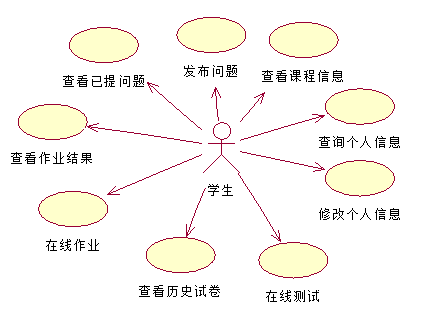 发布问题
查看已提问题
查看课程信息
查询个人信息
查看作业结果
学生
修改个人信息
在线作业
查看历史试卷
在线测试